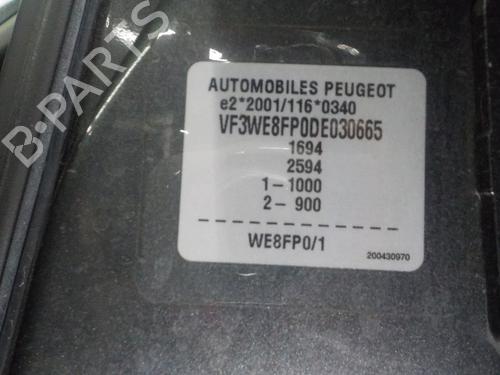 B-PARTS
AUTOMOBILES PEUGEOT
e2*2001/116*0340
VF3WE8FP0DE030665
1694
2594
1-1000
2-900
WE8FP0/1
200430970